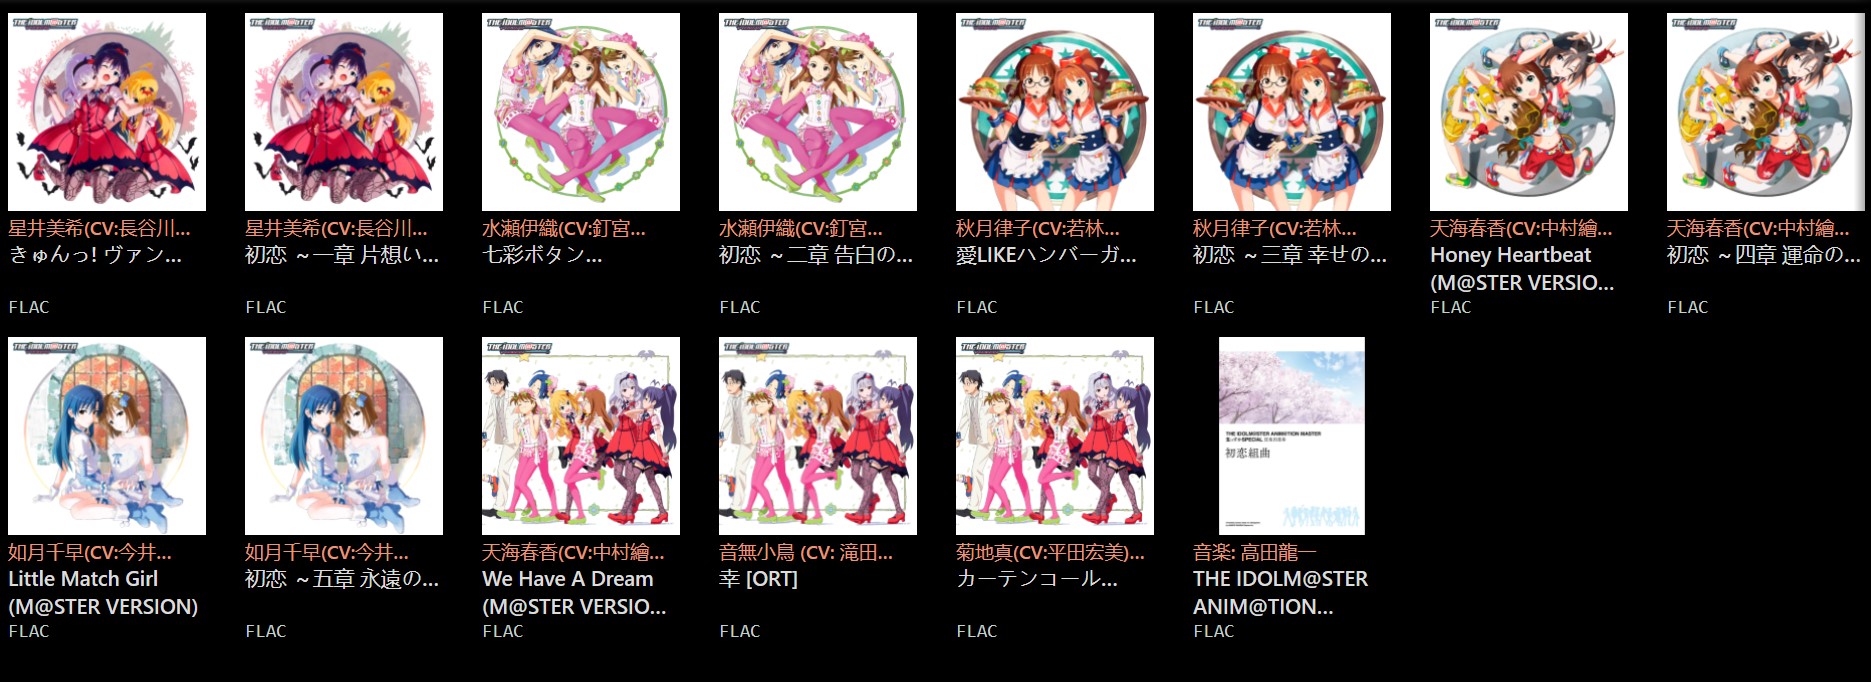 THE IDOLM@STER
THE IDOLM@STER
THE IDOLM@STER
THE IDOLM@STER
THE IDOLM@STER
THE IDOLM@STER
THE IDOLM@STER
THE IDOLM@STER
星井美希(CV:長谷川...
きゅんっ! ヴァン...
FLAC
星井美希(CV:長谷川...
初恋 ～一章 片想い...
FLAC
水瀬伊織(CV:釘宮...
七彩ボタン...
FLAC
水瀬伊織(CV:釘宮...
初恋 ～二章 告白の...
FLAC
秋月律子(CV:若林...
愛LIKEハンバーガ...
FLAC
秋月律子(CV:若林...
初恋 ～三章 幸せの...
FLAC
天海春香(CV:中村繪...
Honey Heartbeat
(M@STER VERSIO...
FLAC
天海春香(CV:中村繪...
初恋 ～四章 運命の...
FLAC
THE IDOLM@STER
THE IDOLM@STER
THE IDOLM@STER
THE IDOLM@STER
THE IDOLM@STER
THE IDOLM@STER ANIM@TION MASTER
SPECIAL
初恋組曲
如月千早(CV:今井...
Little Match Girl
(M@STER VERSION)
FLAC
如月千早(CV:今井...
初恋 ～五章 永遠の...
FLAC
天海春香(CV:中村繪...
We Have A Dream
(M@STER VERSIO...
FLAC
音無小鳥 (CV: 滝田...
幸 [ORT]
FLAC
菊地真(CV:平田宏美)...
カーテンコール...
FLAC
音楽: 高田龍一
THE IDOLM@STER
ANIM@TION...
FLAC